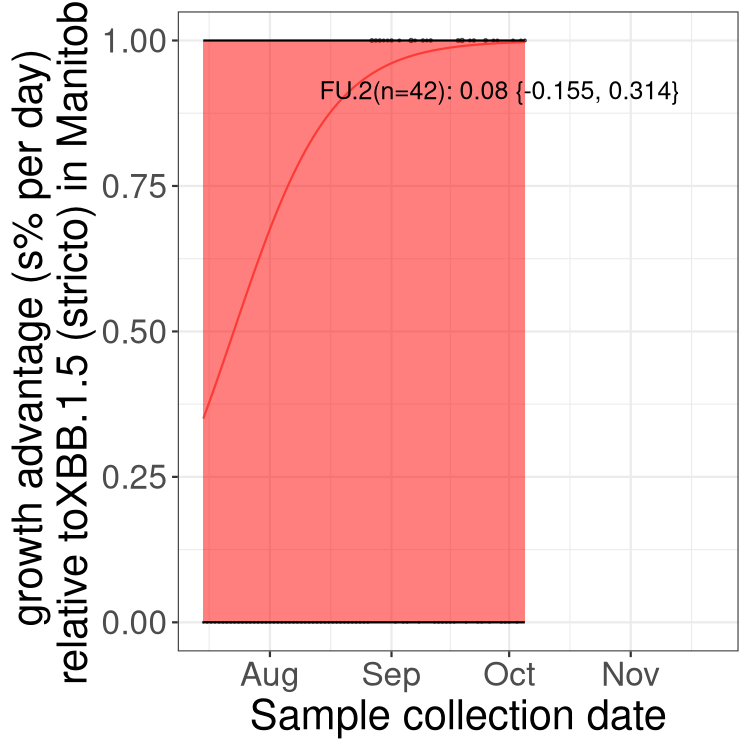 growth advantage (s% per day)
relative toXBB.1.5 (stricto) in Manitob
1.00
0.75
0.50
0.25
0.00
FU.2(n=42): 0.08 {-0.155, 0.314}
Aug Sep Oct Nov
Sample collection date